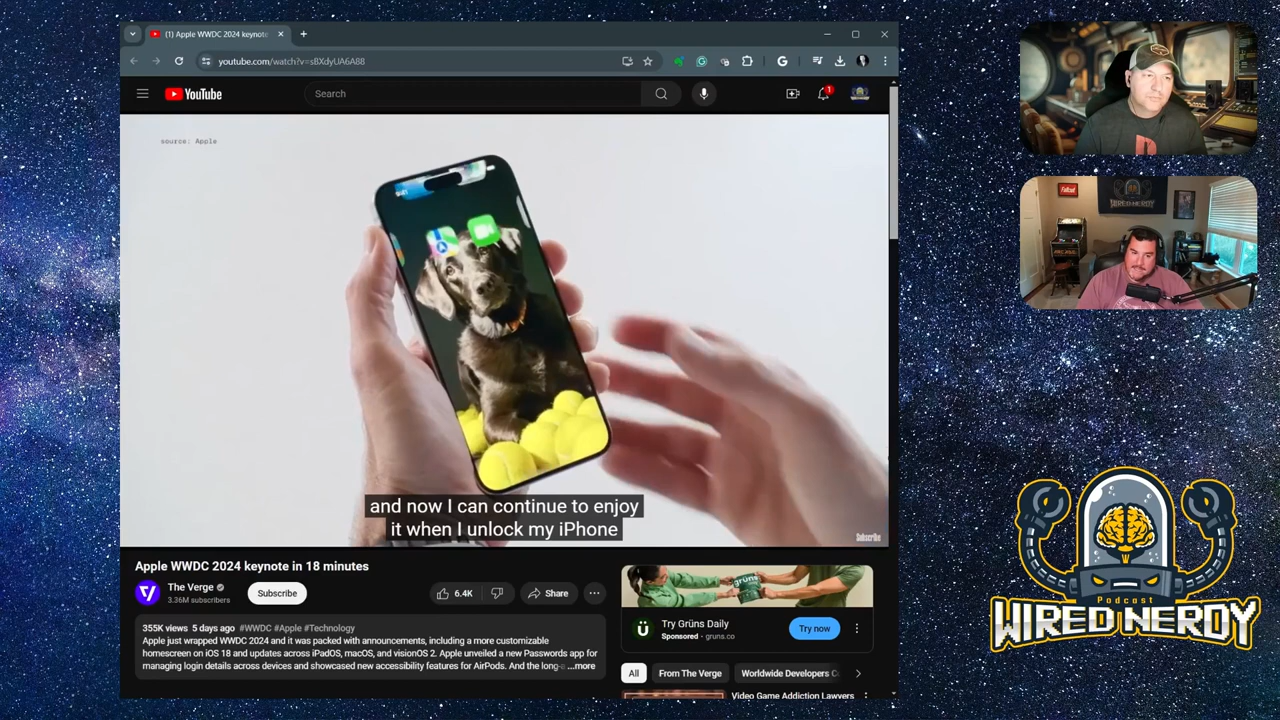 (1) Apple WWDC 2024 keynote
youtube.com/watch?v=sBXdyUA6A88
YouTube
Search
1
source: Apple
and now I can continue to enjoy
it when I unlock my iPhone
Subscribe
Apple WWDC 2024 keynote in 18 minutes
The Verge
3.36M subscribers
Subscribe
6.4K
Share
355K views 5 days ago #WWDC #Apple #Technology
Apple just wrapped WWDC 2024 and it was packed with announcements, including a more customizable
homescreen on iOS 18 and updates across iPadOS, macOS, and visionOS 2. Apple unveiled a new Passwords app for
managing login details across devices and showcased new accessibility features for AirPods. And the long- ...more
grüns
Try Grüns Daily
Sponsored · gruns.co
Try now
All
From The Verge
Worldwide Developers C
Video Game Addiction Lawyers
Fallout
WIRED NERDY
Podcast
WIRED NERDY